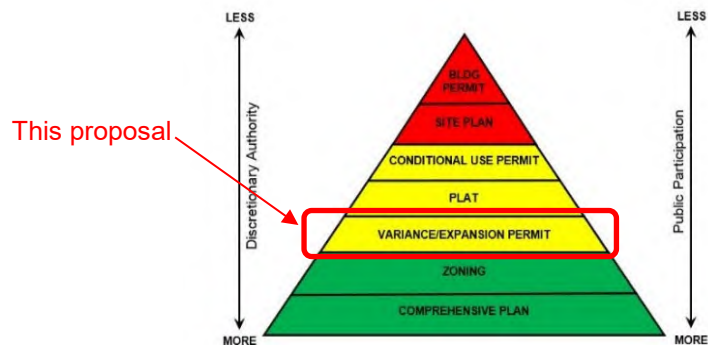 LESS
LESS
BLDG
PERMIT
SITE PLAN
This proposal
Discretionary Authority
Public Participation
CONDITIONAL USE PERMIT
PLAT
VARIANCE/EXPANSION PERMIT
ZONING
COMPREHENSIVE PLAN
MORE
MORE